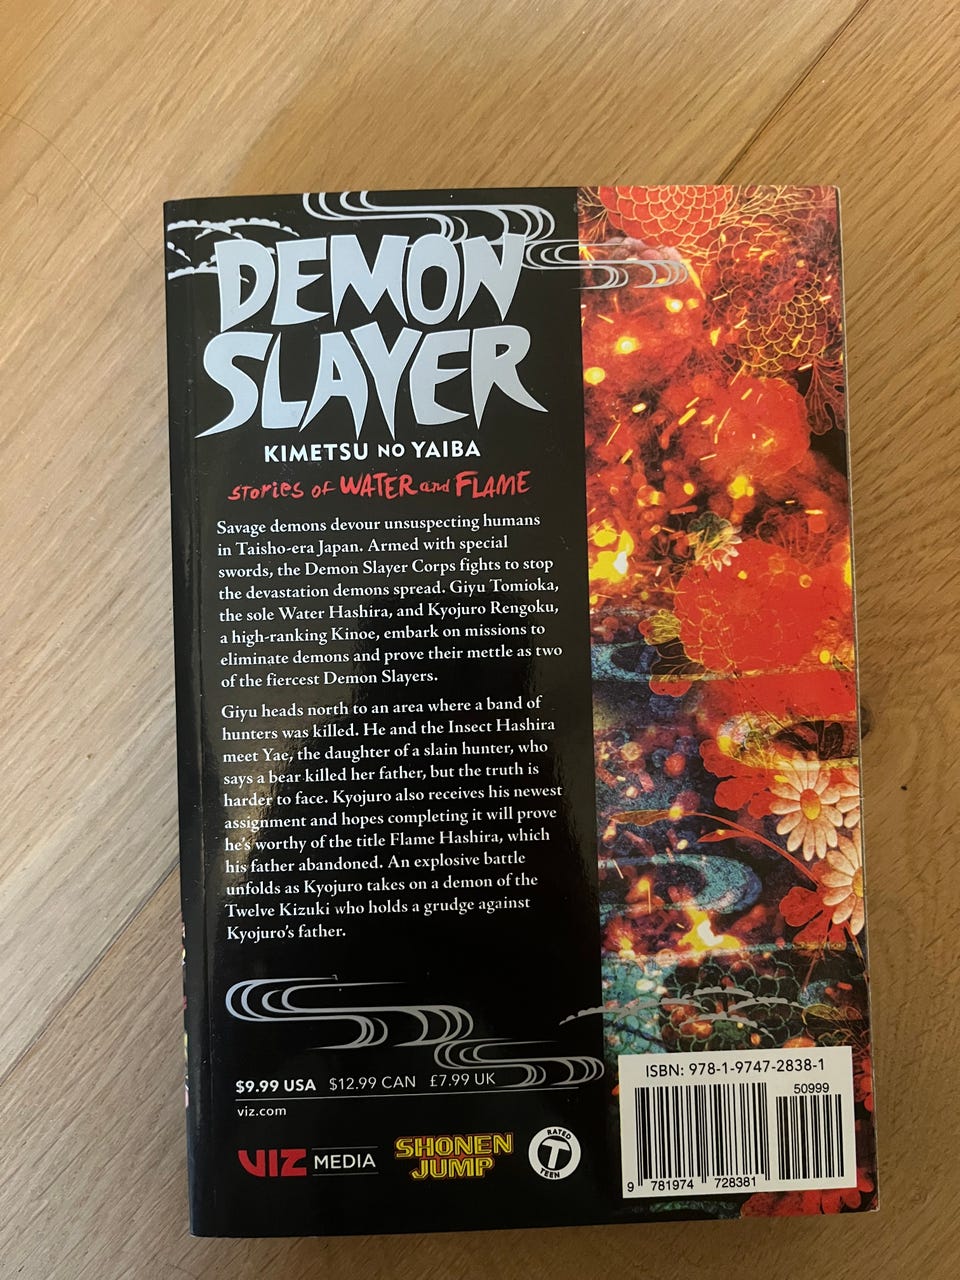 DEMON
SLAYER
KIMETSU NO YAIBA
stories of WATER and FLAME
Savage demons devour unsuspecting humans
in Taisho-era Japan. Armed with special
swords, the Demon Slayer Corps fights to stop
the devastation demons spread. Giyu Tomioka,
the sole Water Hashira, and Kyojuro Rengoku,
a high-ranking Kinoe, embark on missions to
eliminate demons and prove their mettle as two
of the fiercest Demon Slayers.
Giyu heads north to an area where a band of
hunters was killed. He and the Insect Hashira
meet Yae, the daughter of a slain hunter, who
says a bear killed her father, but the truth is
harder to face. Kyojuro also receives his newest
assignment and hopes completing it will prove
he's worthy of the title Flame Hashira, which
his father abandoned. An explosive battle
unfolds as Kyojuro takes on a demon of the
Twelve Kizuki who holds a grudge against
Kyojuro's father.
$9.99 USA $12.99 CAN £7.99 UK
viz.com
VIZ MEDIA
SHONEN
JUMP
RATED
T
TEEN
ISBN: 978-1-9747-2838-1
50999
9 781974 728381